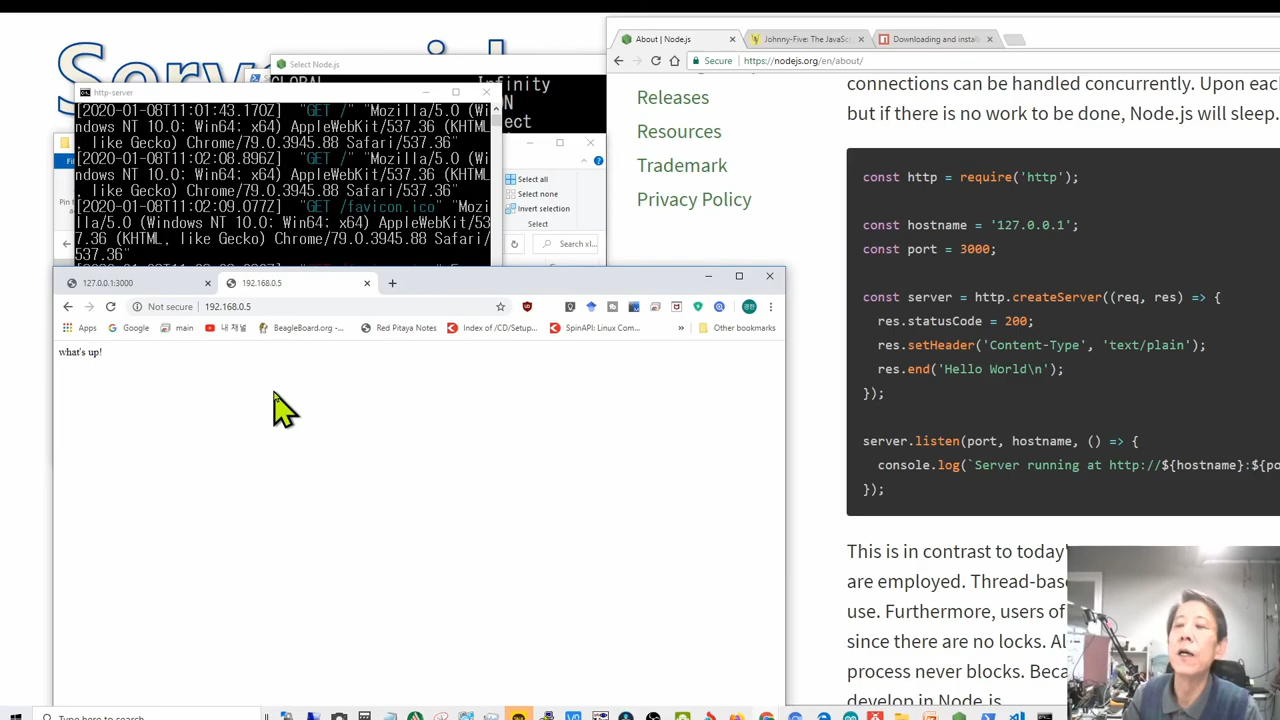 Select Node.js
GLOBAL
Infinity
http-server
[2020-01-08T11:01:43.170Z]  "GET /" "Mozilla/5.0 (Wi
ndows NT 10.0; Win64; x64) AppleWebKit/537.36 (KHTML
, like Gecko) Chrome/79.0.3945.88 Safari/537.36"
[2020-01-08T11:02:08.896Z]  "GET /" "Mozilla/5.0 (Wi
ndows NT 10.0; Win64; x64) AppleWebKit/537.36 (KHTML
, like Gecko) Chrome/79.0.3945.88 Safari/537.36"
[2020-01-08T11:02:09.077Z]  "GET /favicon.ico" "Mozi
lla/5.0 (Windows NT 10.0; Win64; x64) AppleWebKit/53
7.36 (KHTML, like Gecko) Chrome/79.0.3945.88 Safari/
537.36"
Select all
Select none
Invert selection
Select
Search xl...
127.0.0.1:3000
192.168.0.5
Not secure
192.168.0.5
Apps
Google
main
내 채널
BeagleBoard.org -...
Red Pitaya Notes
Index of /CD/Setup...
SpinAPI: Linux Com...
»
Other bookmarks
what's up!
About | Node.js
Johnny-Five: The JavaSc
Downloading and insta
Secure
https://nodejs.org/en/about/
Releases
Resources
Trademark
Privacy Policy
connections can be handled concurrently. Upon eac
but if there is no work to be done, Node.js will sleep.
const http = require('http');
const hostname = '127.0.0.1';
const port = 3000;
const server = http.createServer((req, res) => {
res.statusCode = 200;
res.setHeader('Content-Type', 'text/plain');
res.end('Hello World\n');
});
server.listen(port, hostname, () => {
console.log(`Server running at http://${hostname}:${po
});
This is in contrast to today'
are employed. Thread-bas
use. Furthermore, users of
since there are no locks. Al
process never blocks. Beca
develop in Node.js.
Type here to search